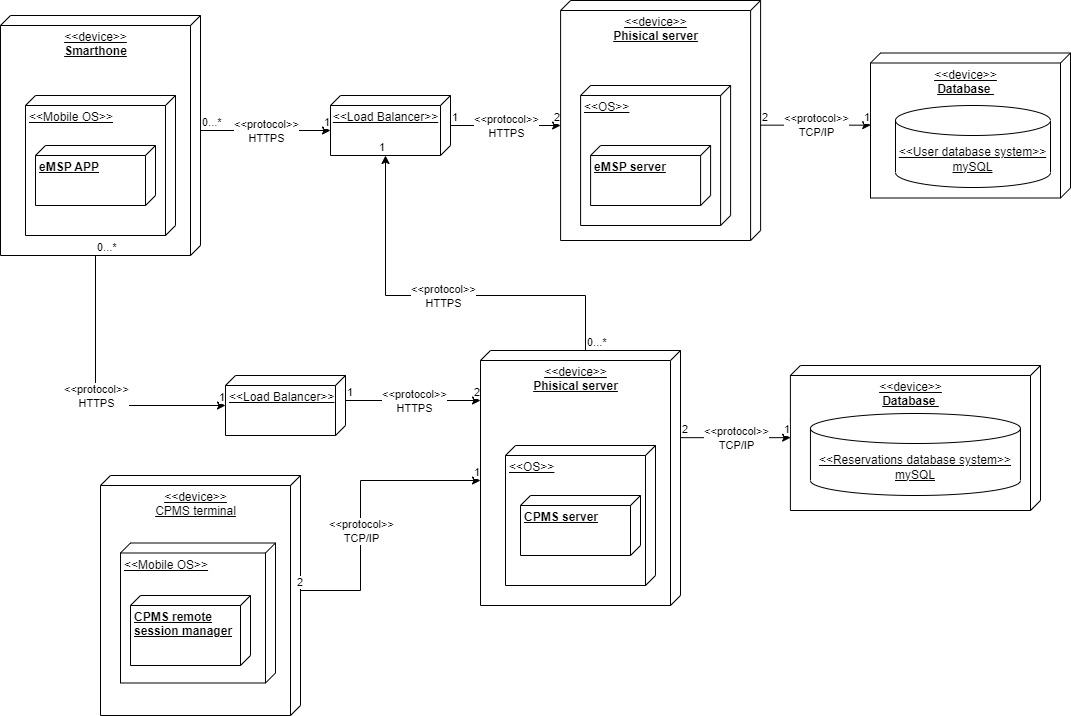 <<device>>
Smarthone
<<Mobile OS>>
eMSP APP
0...*
0...*
<<protocol>>
HTTPS
1
<<Load Balancer>>
1
1
<<protocol>>
HTTPS
2
<<device>>
Phisical server
<<OS>>
eMSP server
2
<<protocol>>
TCP/IP
1
<<device>>
Database
<<User database system>>
mySQL
<<protocol>>
HTTPS
0...*
<<protocol>>
HTTPS
1
<<Load Balancer>>
1
<<protocol>>
HTTPS
2
<<device>>
Phisical server
<<OS>>
CPMS server
2
<<protocol>>
TCP/IP
1
<<device>>
Database
<<Reservations database system>>
mySQL
<<device>>
CPMS terminal
<<Mobile OS>>
CPMS remote
session manager
2
<<protocol>>
TCP/IP
1